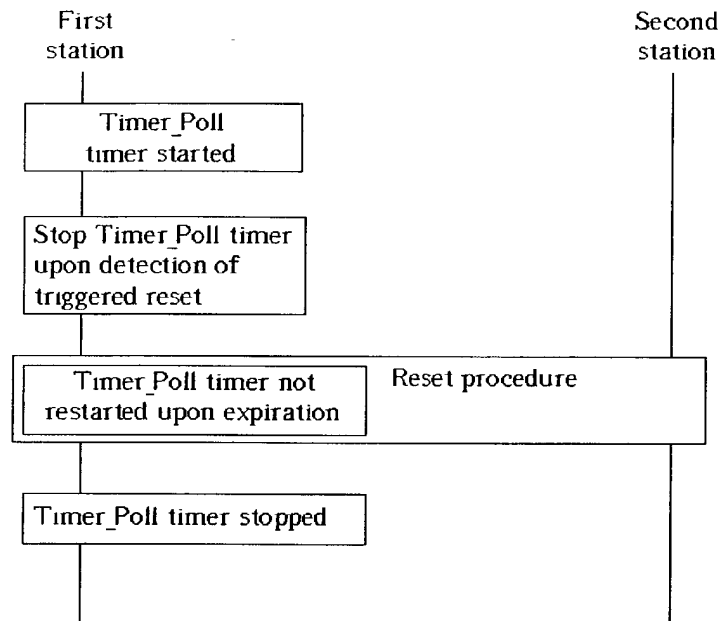 First
station
Second
station
Timer_Poll
timer started
Stop Timer_Poll timer
upon detection of
triggered reset
Timer_Poll timer not
restarted upon expiration
Reset procedure
Timer_Poll timer stopped